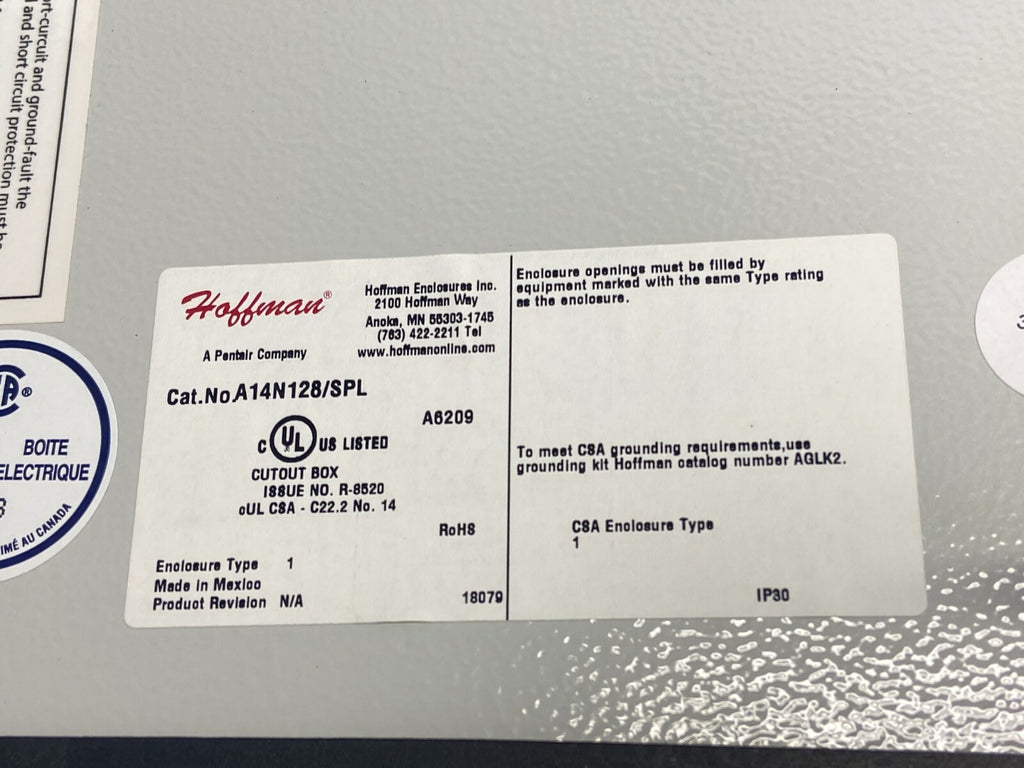 rt-curcuit and ground-fault the
and short circuit protection must be
®
BOITE
ELECTRIQUE
IMÉ AU CANADA
Hoffman®
A Pentair Company
Hoffman Enclosures Inc.
2100 Hoffman Way
Anoka, MN 55303-1745
(763) 422-2211 Tel
www.hoffmanonline.com
Cat.No.A14N128/SPL
A6209
C UL US LISTED
CUTOUT BOX
ISSUE NO. R-8520
cUL CSA - C22.2 No. 14
RoHS
Enclosure Type 1
Made in Mexico
Product Revision N/A
18079
Enclosure openings must be filled by
equipment marked with the same Type rating
as the enclosure.
To meet CSA grounding requirements,use
grounding kit Hoffman catalog number AGLK2.
CSA Enclosure Type
1
IP30
3